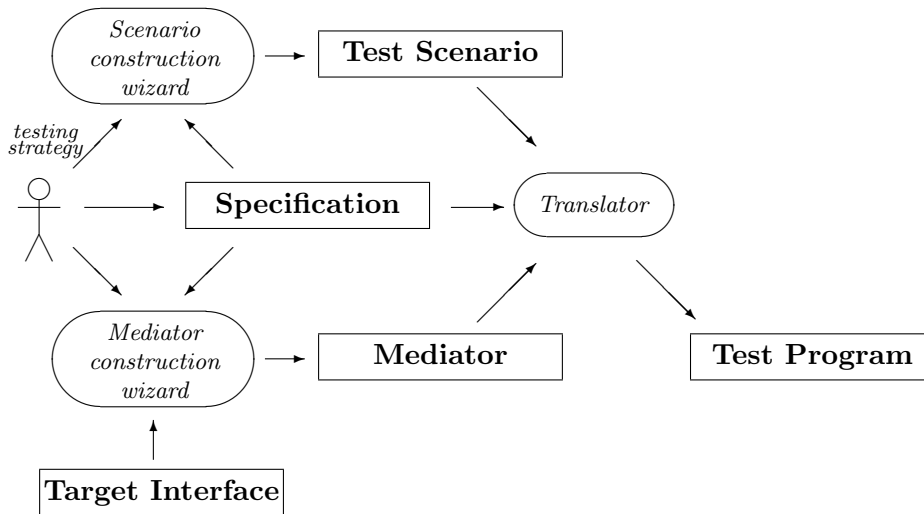 Scenario
construction
wizard
Test Scenario
testing
strategy
Specification
Translator
Mediator
construction
wizard
Mediator
Test Program
Target Interface